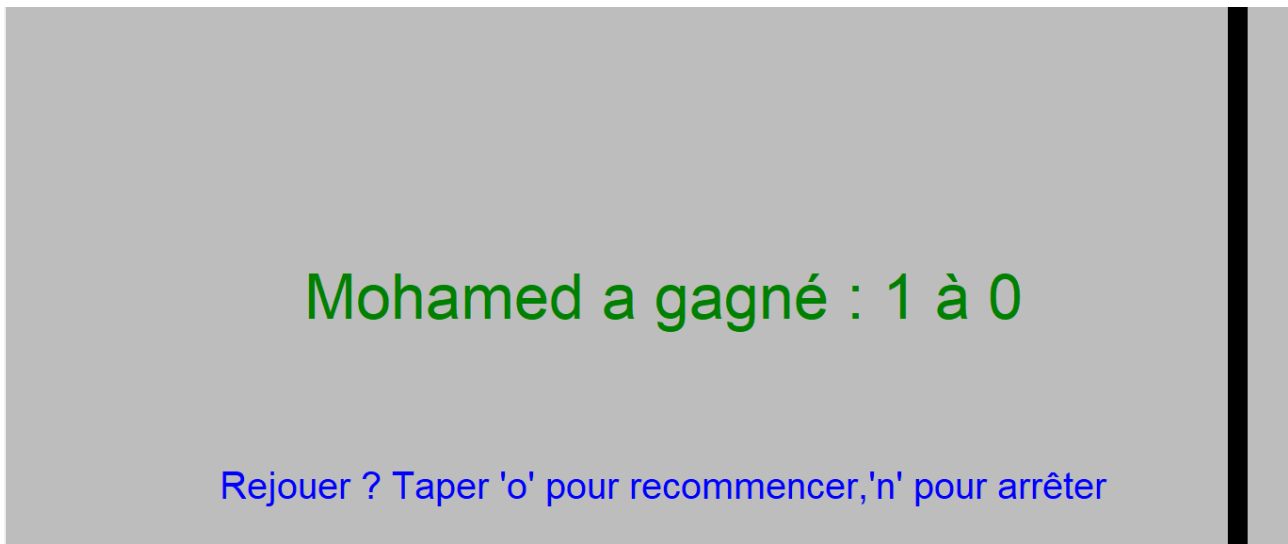 Mohamed a gagné : 1 à 0
Rejouer ? Taper 'o' pour recommencer,'n' pour arrêter